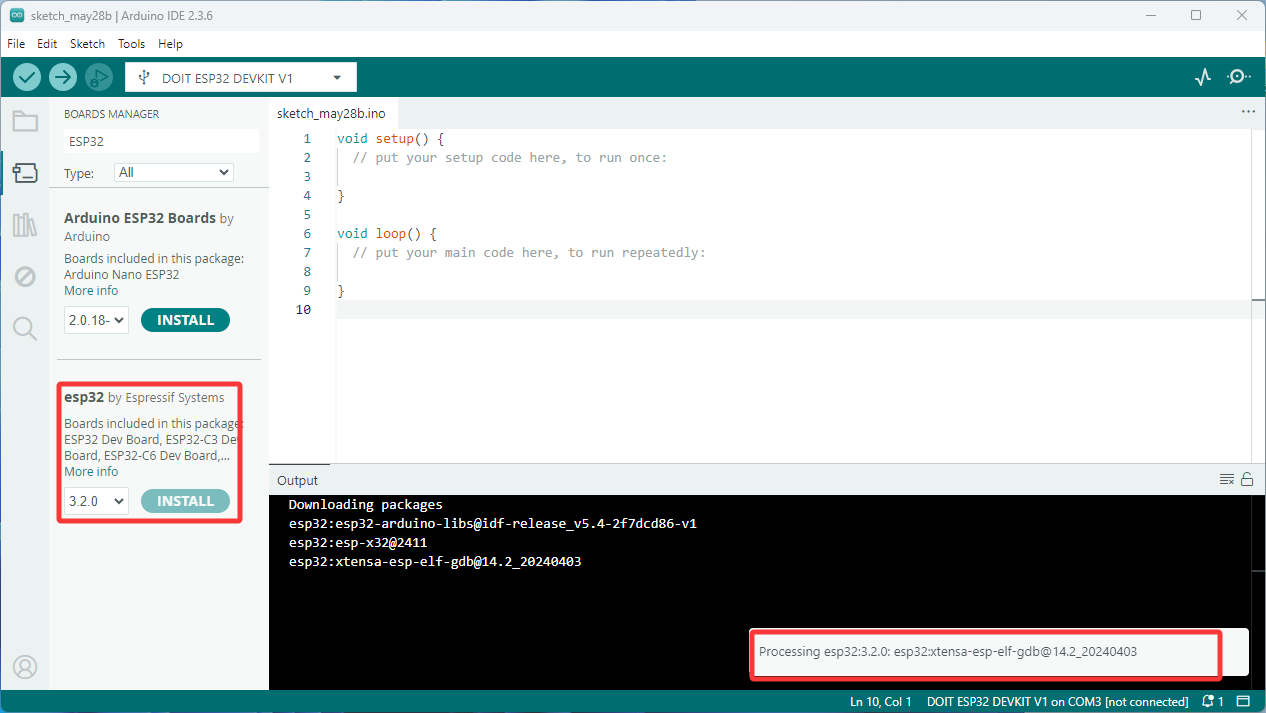 sketch_may28b | Arduino IDE 2.3.6
File Edit Sketch Tools Help
DOIT ESP32 DEVKIT V1
BOARDS MANAGER
ESP32
Type: All
Arduino ESP32 Boards by
Arduino
Boards included in this package:
Arduino Nano ESP32
More info
2.0.18- INSTALL
esp32 by Espressif Systems
Boards included in this package:
ESP32 Dev Board, ESP32-C3 Dev
Board, ESP32-C6 Dev Board,...
More info
3.2.0 INSTALL
sketch_may28b.ino
1 void setup() {
2 // put your setup code here, to run once:
3
4 }
5
6 void loop() {
7 // put your main code here, to run repeatedly:
8
9 }
10
Output
Downloading packages
esp32:esp32-arduino-libs@idf-release_v5.4-2f7dcd86-v1
esp32:esp-x32@2411
esp32:xtensa-esp-elf-gdb@14.2_20240403
Processing esp32:3.2.0: esp32:xtensa-esp-elf-gdb@14.2_20240403
Ln 10, Col 1 DOIT ESP32 DEVKIT V1 on COM3 [not connected] 1